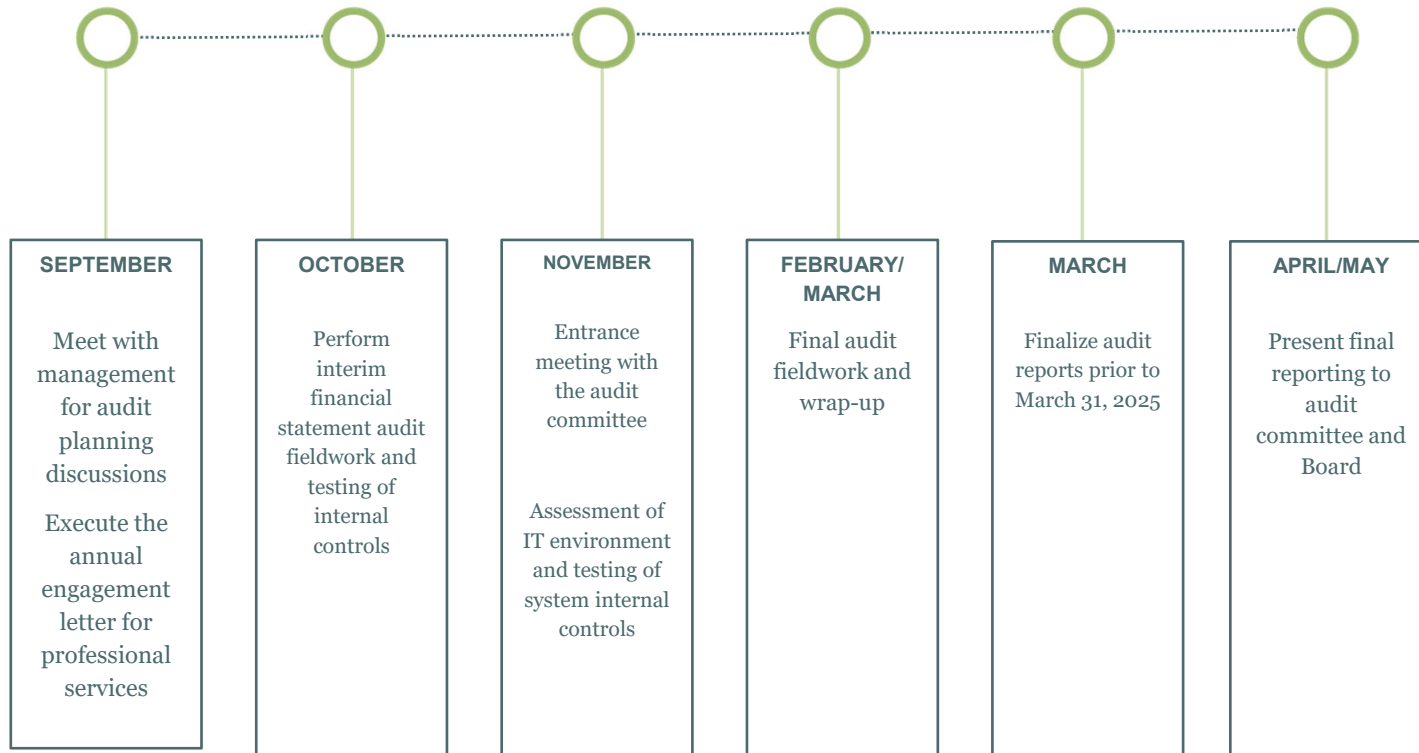 SEPTEMBER
Meet with
management
for audit
planning
discussions
Execute the
annual
engagement
letter for
professional
services
OCTOBER
Perform
interim
financial
statement audit
fieldwork and
testing of
internal
controls
NOVEMBER
Entrance
meeting with
the audit
committee
Assessment of
IT environment
and testing of
system internal
controls
FEBRUARY/
MARCH
Final audit
fieldwork and
wrap-up
MARCH
Finalize audit
reports prior to
March 31, 2025
APRIL/MAY
Present final
reporting to
audit
committee and
Board